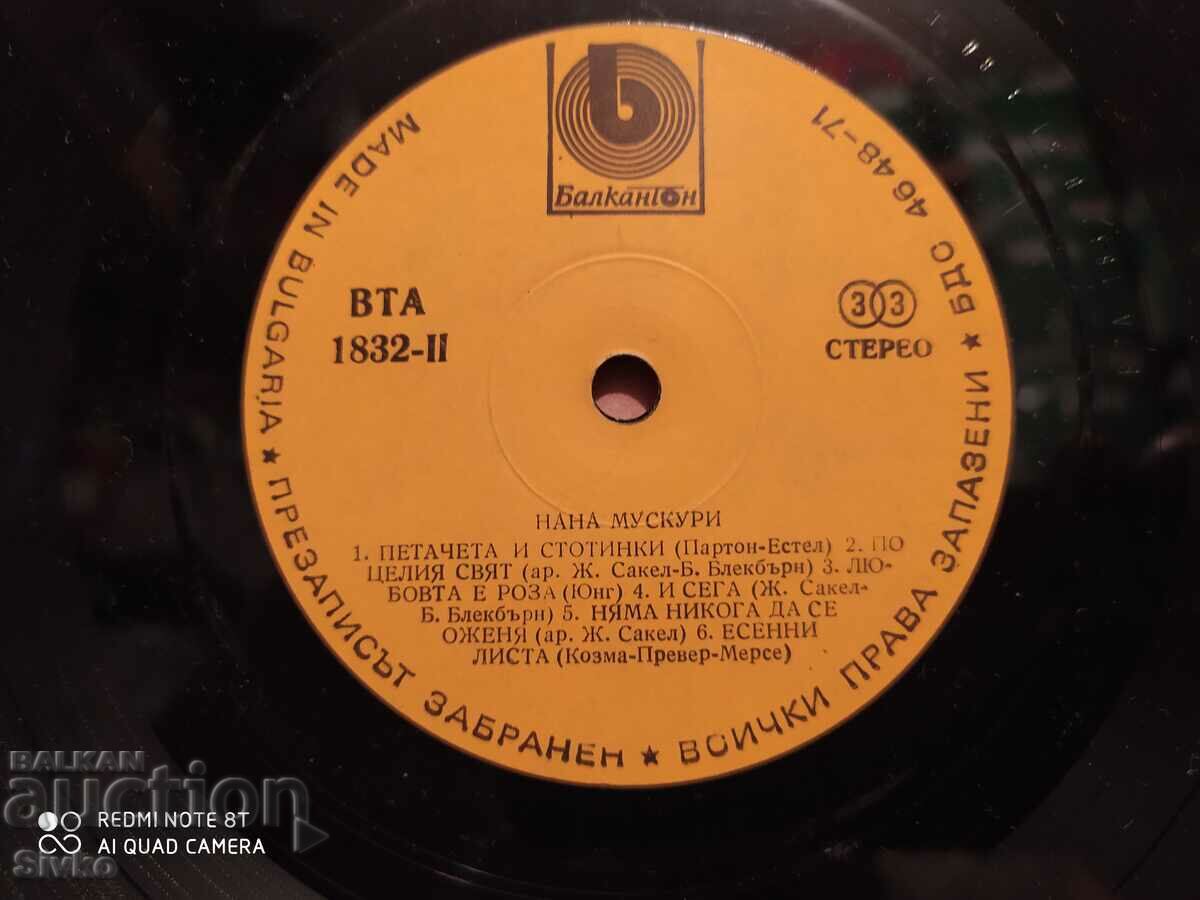 Балкантон
MADE IN BULGARIA ★ ПРЕЗАПИСЪТ ЗАБРАНЕН ★ ВСИЧКИ ПРАВА ЗАПАЗЕНИ ★ БДС 4648-71
ВТА
1832-II
33
СТЕРЕО
НАНА МУСКУРИ
1. ПЕТАЧЕТА И СТОТИНКИ (Партон-Естел) 2. ПО
ЦЕЛИЯ СВЯТ (ар. Ж. Сакел-Б. Блекбърн) 3. ЛЮ-
БОВТА Е РОЗА (Юнг) 4. И СЕГА (Ж. Сакел-
Б. Блекбърн) 5. НЯМА НИКОГА ДА СЕ
ОЖЕНЯ (ар. Ж. Сакел) 6. ЕСЕННИ
ЛИСТА (Козма-Превер-Мерсе)
BALKAN
auction
REDMI NOTE 8T
AI QUAD CAMERA
Sivko